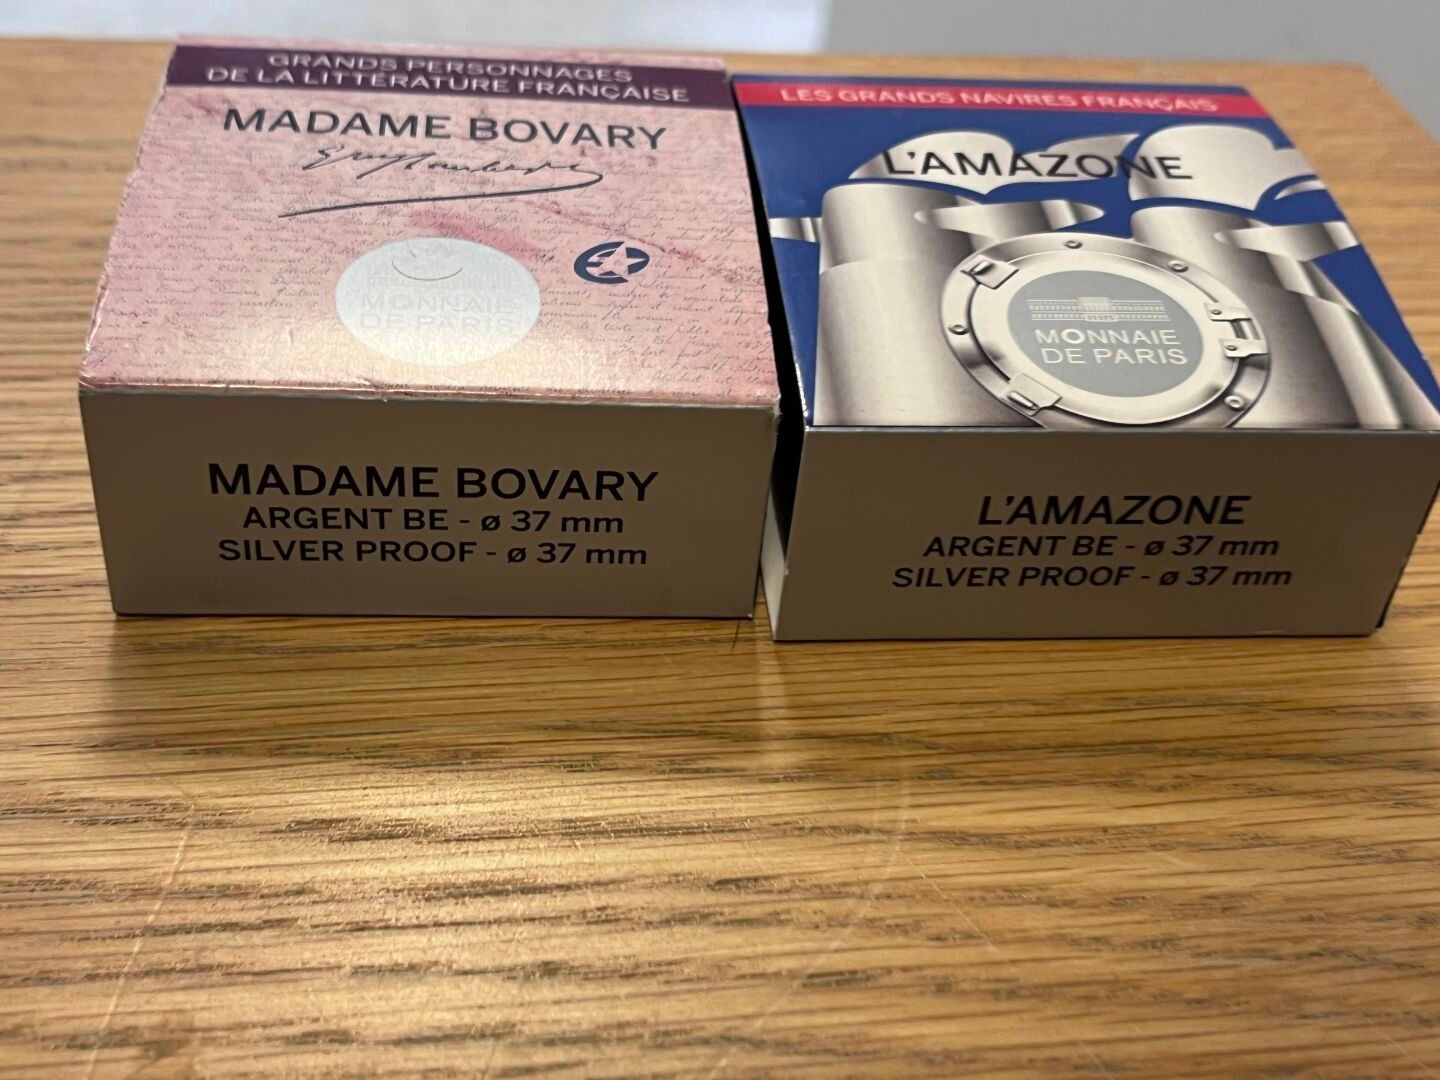 GRANDS PERSONNAGES
DE LA LITTÉRATURE FRANÇAISE
MADAME BOVARY
MONNAIE
DE PARIS
MADAME BOVARY
ARGENT BE - ø 37 mm
SILVER PROOF - ø 37 mm
LES GRANDS NAVIRES FRANÇAIS
L'AMAZONE
MONNAIE
DE PARIS
L'AMAZONE
ARGENT BE - ø 37 mm
SILVER PROOF - ø 37 mm